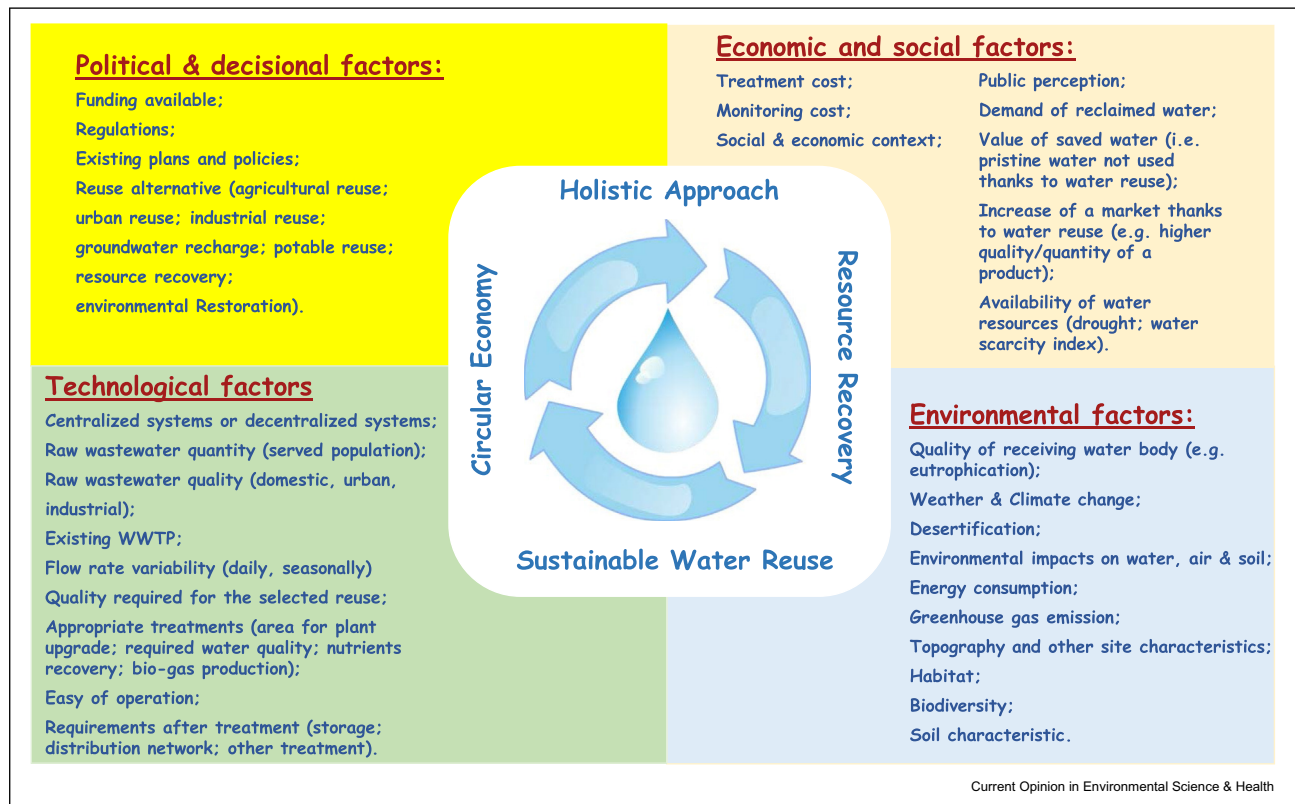 Political & decisional factors:
Funding available;
Regulations;
Existing plans and policies;
Reuse alternative (agricultural reuse;
urban reuse; industrial reuse;
groundwater recharge; potable reuse;
resource recovery;
environmental Restoration).
Economic and social factors:
Treatment cost;
Monitoring cost;
Social & economic context;
Public perception;
Demand of reclaimed water;
Value of saved water (i.e.
pristine water not used
thanks to water reuse);
Increase of a market thanks
to water reuse (e.g. higher
quality/quantity of a
product);
Availability of water
resources (drought; water
scarcity index).
Holistic Approach
Circular Economy
Resource Recovery
Sustainable Water Reuse
Technological factors
Centralized systems or decentralized systems;
Raw wastewater quantity (served population);
Raw wastewater quality (domestic, urban,
industrial);
Existing WWTP;
Flow rate variability (daily, seasonally)
Quality required for the selected reuse;
Appropriate treatments (area for plant
upgrade; required water quality; nutrients
recovery; bio-gas production);
Easy of operation;
Requirements after treatment (storage;
distribution network; other treatment).
Environmental factors:
Quality of receiving water body (e.g.
eutrophication);
Weather & Climate change;
Desertification;
Environmental impacts on water, air & soil;
Energy consumption;
Greenhouse gas emission;
Topography and other site characteristics;
Habitat;
Biodiversity;
Soil characteristic.
Current Opinion in Environmental Science & Health